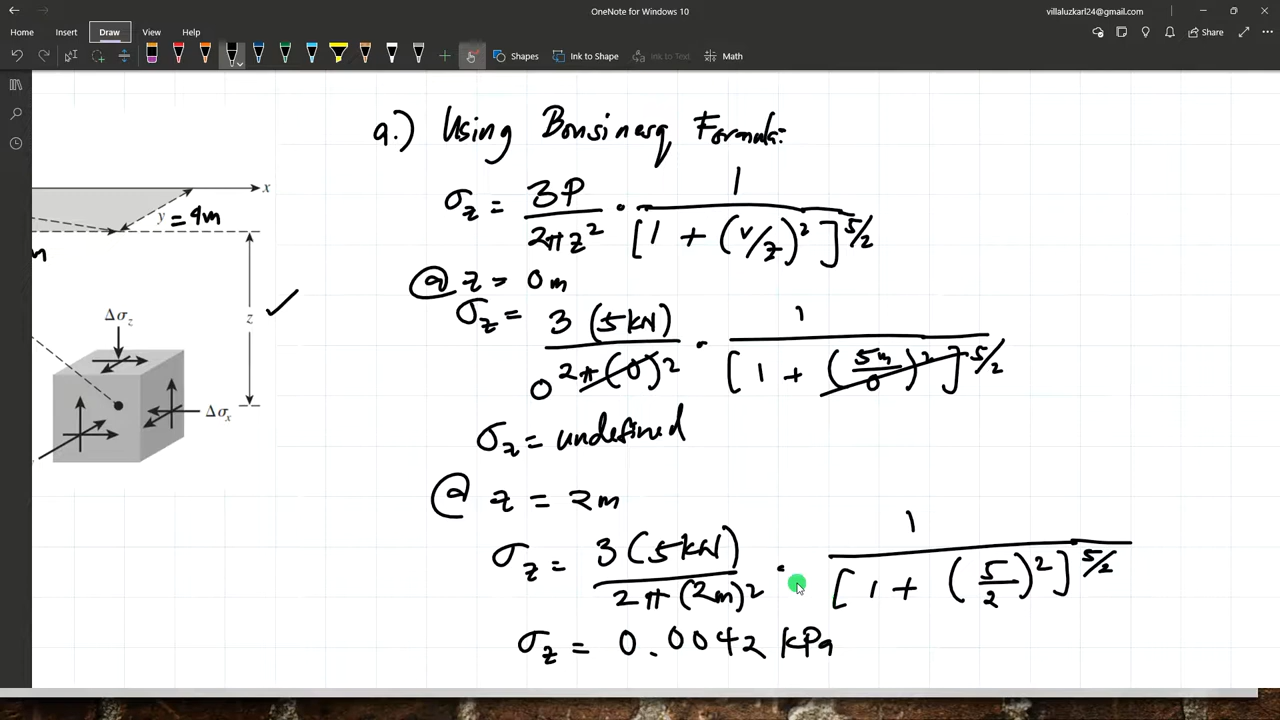 OneNote for Windows 10
villaluzkarl24@gmail.com
Home Insert Draw View Help
Share
Shapes Ink to Shape Ink to Text Math
a.) Using Bousinesq Formula:
σz = 3P / 2πz² · 1 / [1 + (r/z)²]^5/2
@ z = 0m
σz = 3 (5kN) / 2π(0)² · 1 / [1 + (5m/0)²]^5/2
0
σz = undefined
@ z = 2m
σz = 3 (5kN) / 2π (2m)² · 1 / [1 + (5/2)²]^5/2
σz = 0.0042 kPa
x
y = 4m
m
z
Δσz
Δσx